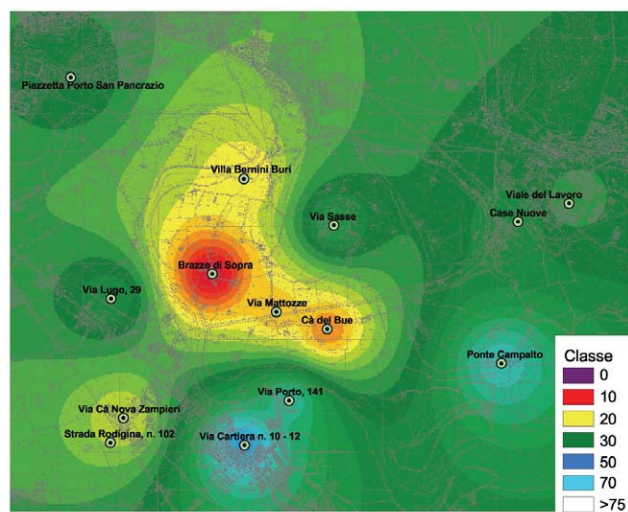 Piazzetta Porto San Pancrazio
Villa Bernini Buri
Viale del Lavoro
Via Sasse
Case Nuove
Brazze di Sopra
Via Lugo, 29
Via Mattozze
Cà del Bue
Ponte Campalto
Via Porto, 141
Via Cà Nova Zampieri
Strada Rodigina, n. 102
Via Cartiera n. 10 - 12
Classe
0
10
20
30
50
70
>75